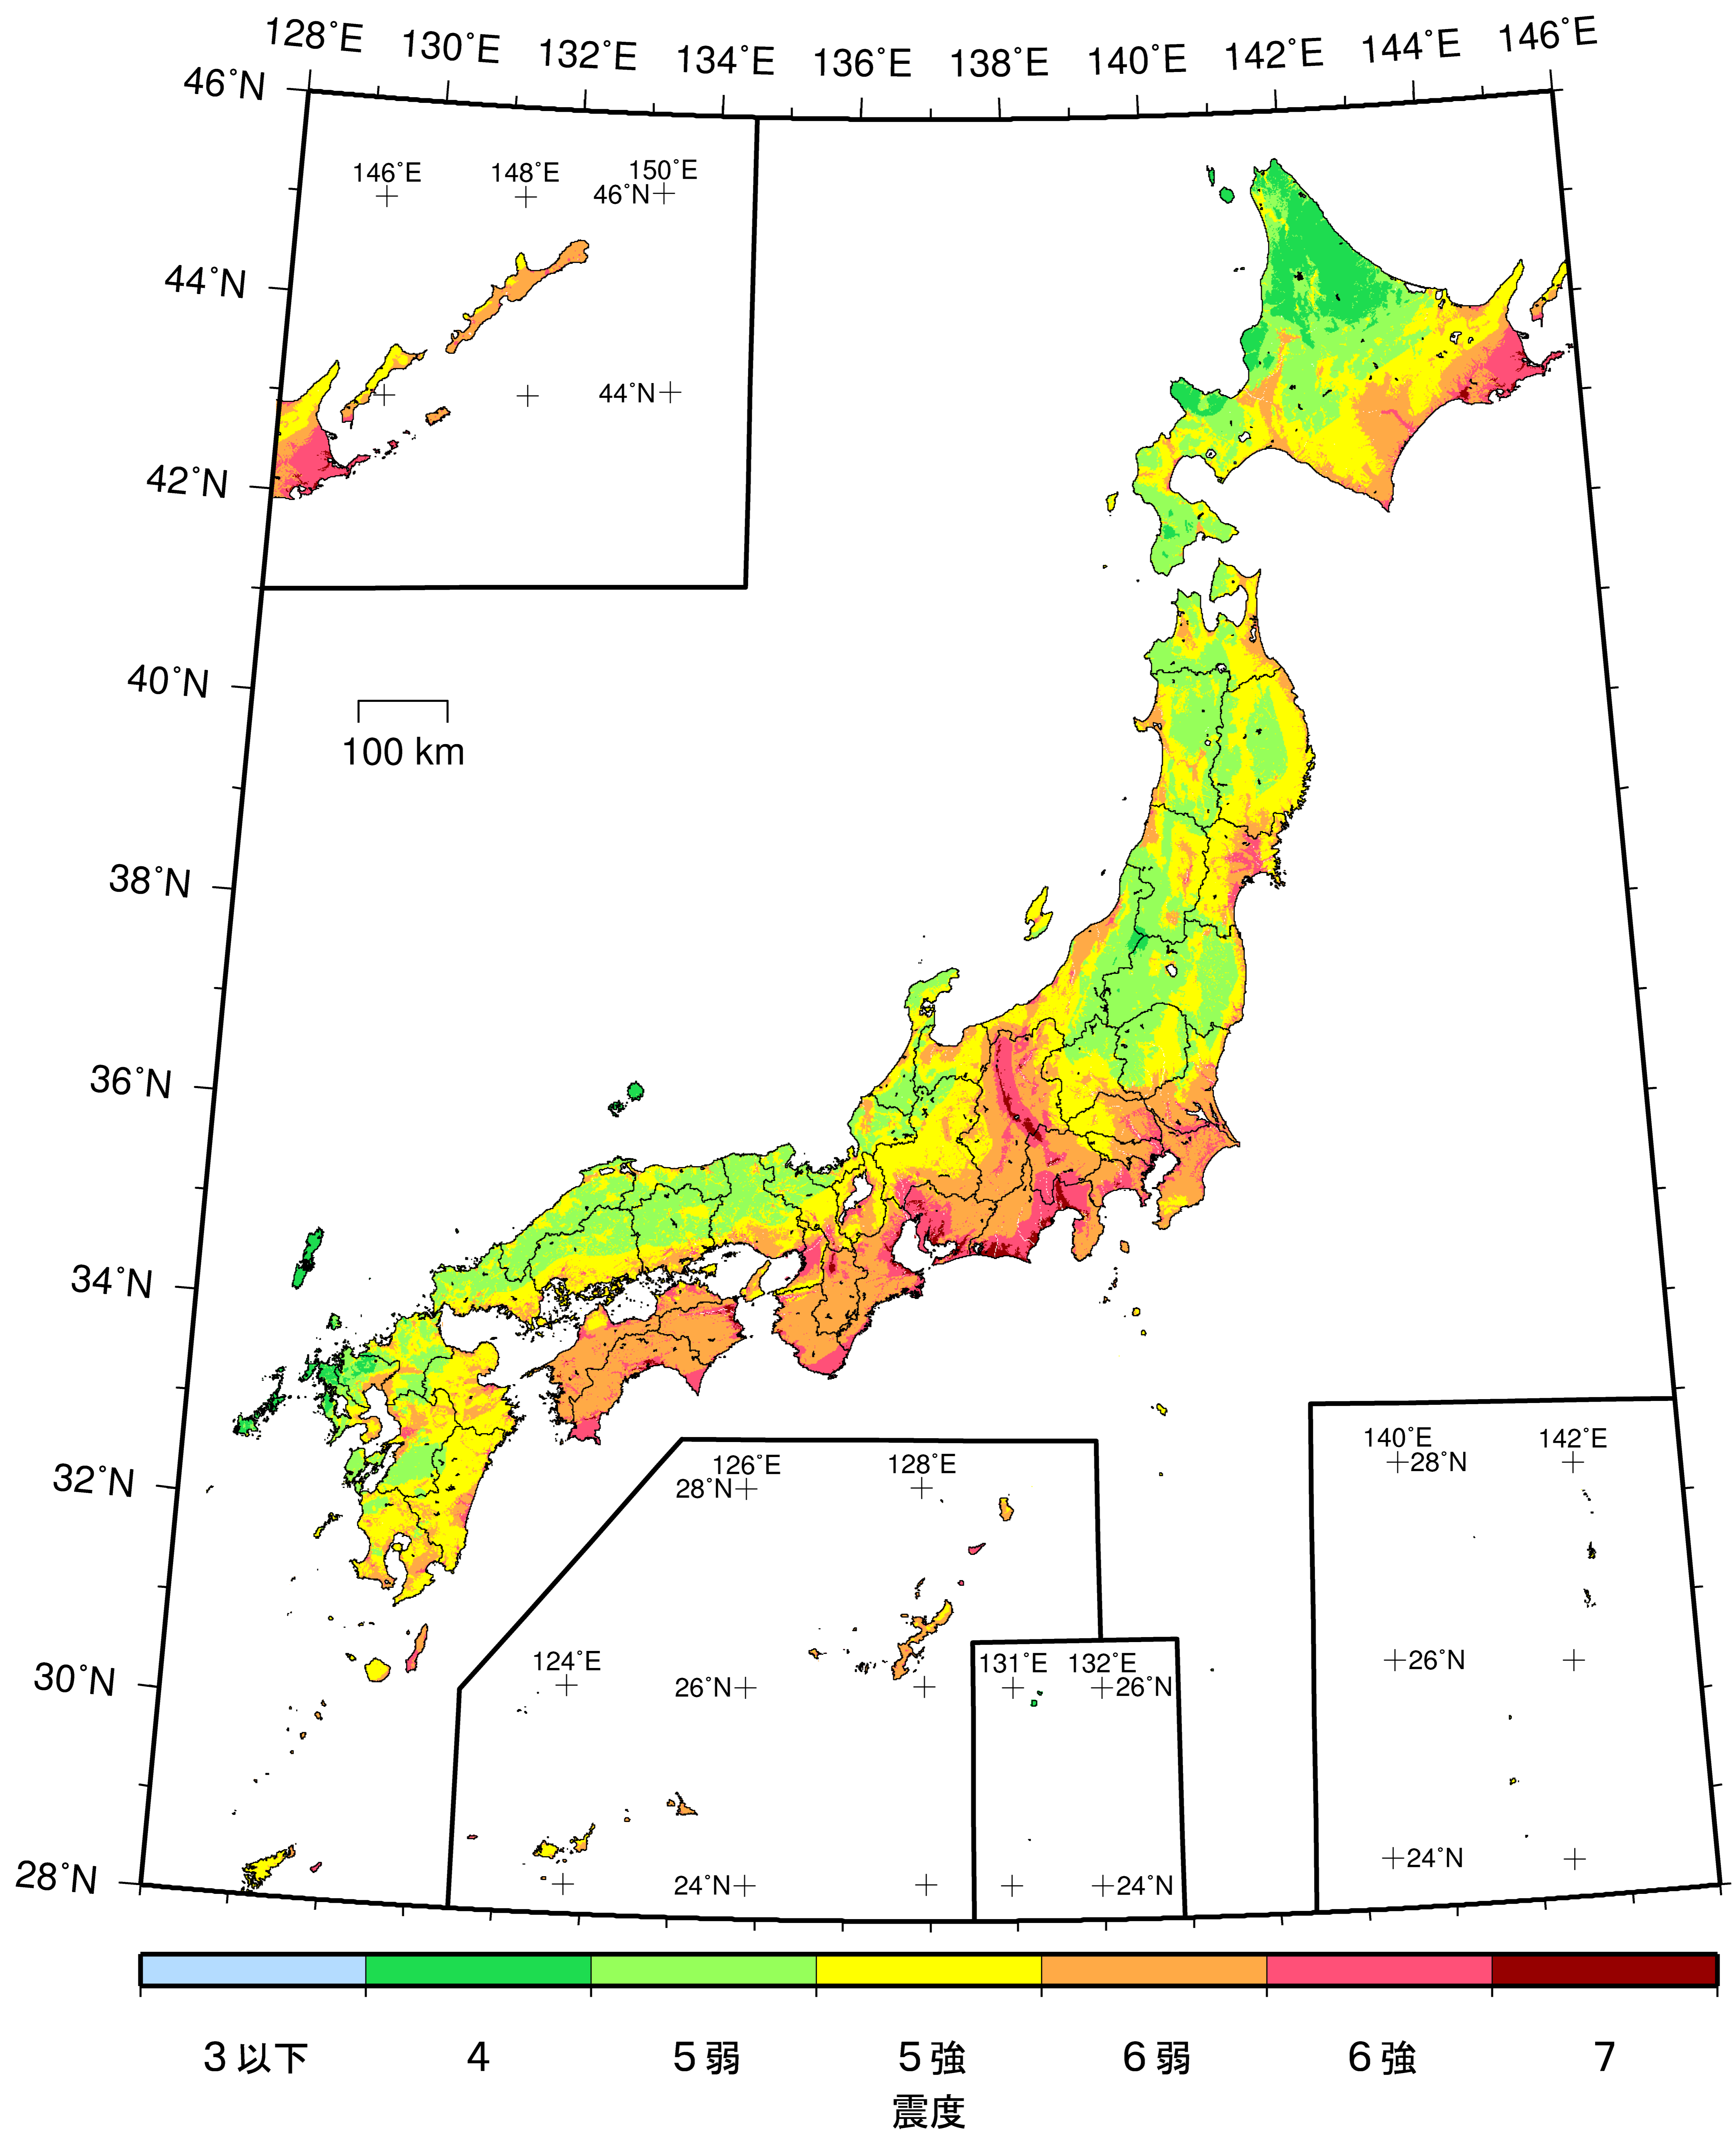 128°E 130°E 132°E 134°E 136°E 138°E 140°E 142°E 144°E 146°E
46°N
146°E 148°E 150°E
46°N
44°N
44°N
42°N
40°N
100 km
38°N
36°N
34°N
140°E 142°E
28°N
126°E 128°E
28°N
32°N
124°E
131°E 132°E
26°N
26°N
26°N
30°N
24°N
24°N
24°N
28°N
3 以下 4 5 弱 5 強 6 弱 6 強 7
震度